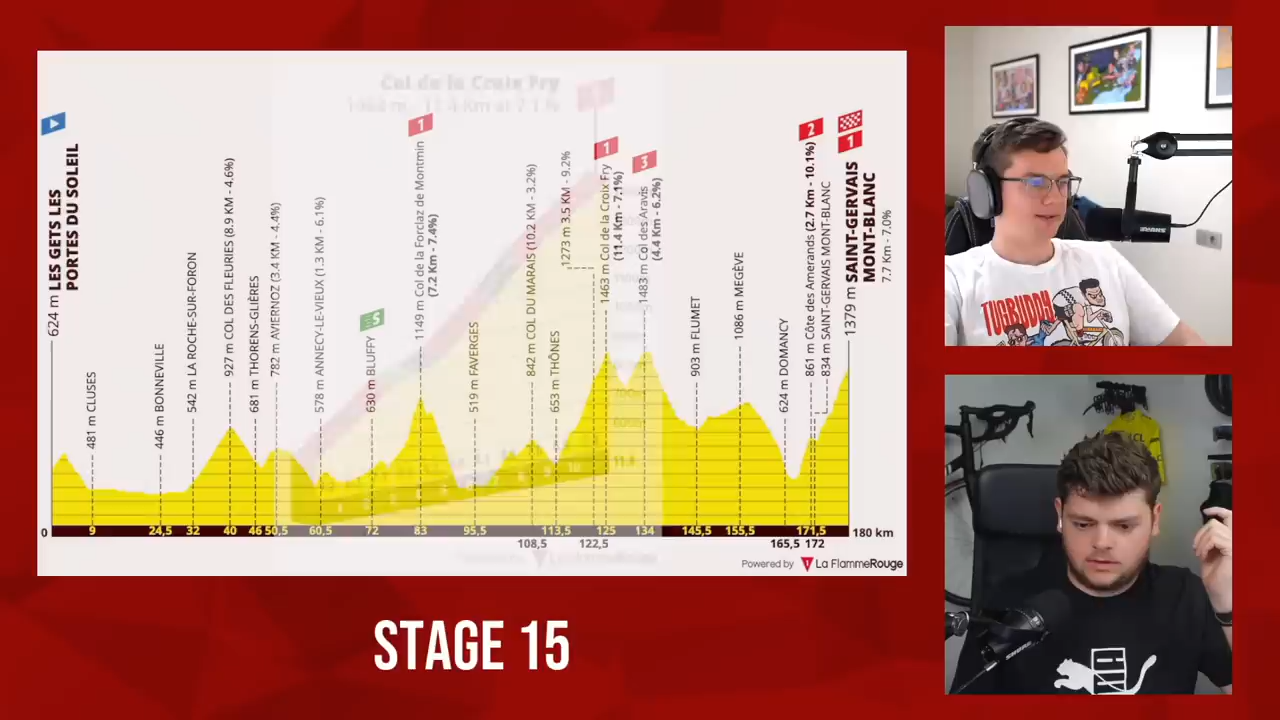 Col de la Croix Fry
624 m LES GETS LES
PORTES DU SOLEIL
481 m CLUSES
446 m BONNEVILLE
542 m LA ROCHE-SUR-FORON
927 m COL DES FLEURIES (8.9 KM - 4.6%)
681 m THORENS-GLIÈRES
782 m AVIERNOZ (3.4 KM - 4.4%)
578 m ANNECY-LE-VIEUX (1.3 KM - 6.1%)
S
630 m BLUFFY
1
1149 m Col de la Forclaz de Montmin
(7.2 Km - 7.4%)
519 m FAVERGES
842 m COL DU MARAIS (10.2 KM - 3.2%)
653 m THÔNES
1273 m 3.5 KM - 9.2%
1
1463 m Col de la Croix Fry
(11.4 Km - 7.1%)
3
1483 m Col des Aravis
(4.4 Km - 6.2%)
903 m FLUMET
1086 m MEGÈVE
624 m DOMANCY
2
861 m Côte des Amerands (2.7 Km - 10.1%)
834 m SAINT-GERVAIS MONT-BLANC
1
1379 m SAINT-GERVAIS
MONT-BLANC
7.7 Km - 7.0%
0 9 24,5 32 40 46 50,5 60,5 72 83 95,5 113,5 125 134 145,5 155,5 171,5 180 km
108,5 122,5 165,5 172
Powered by La FlammeRouge
STAGE 15
TUGBUDDY
SHURE